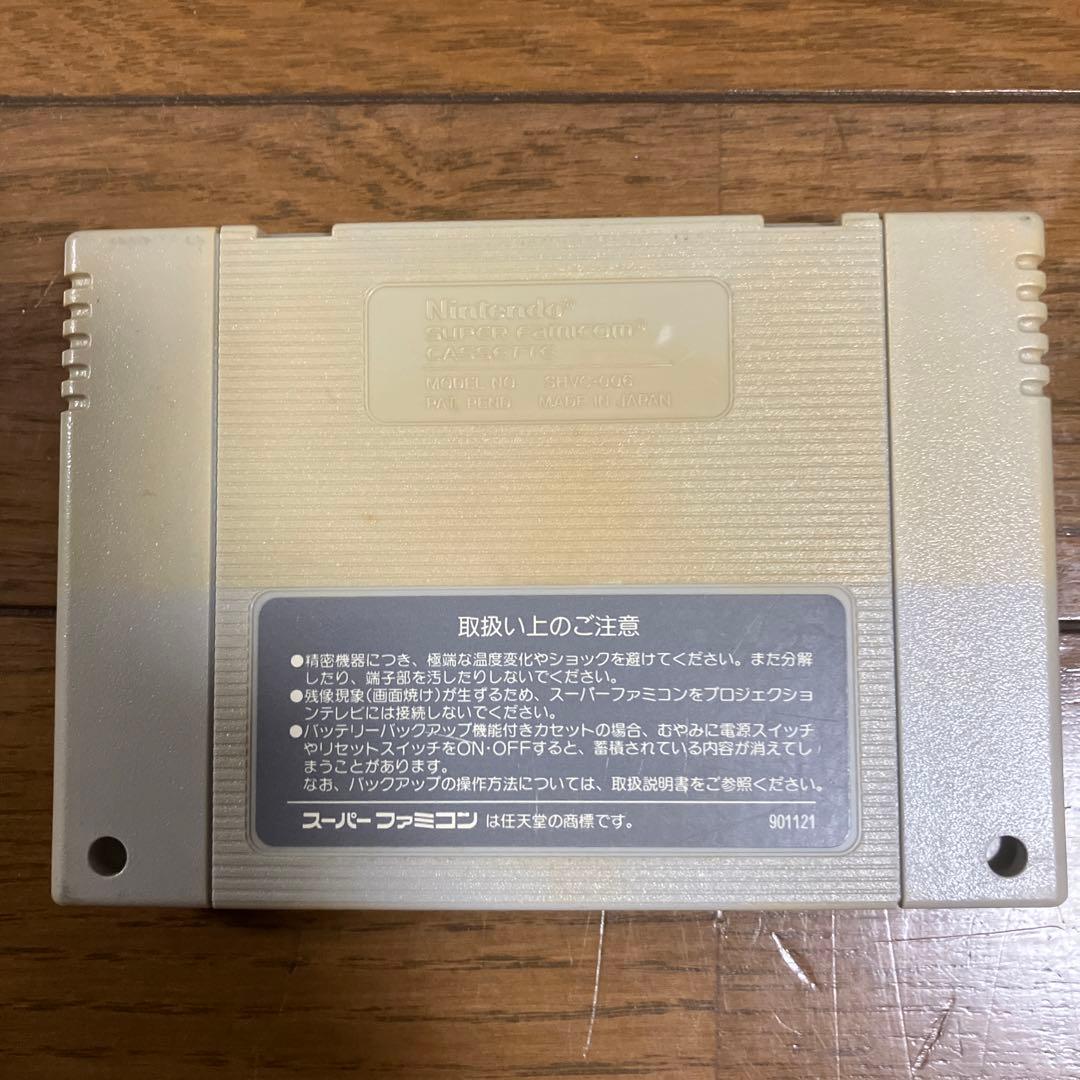 Nintendo®
SUPER Famicom®
CASSETTE
MODEL NO. SHVC-006
PAT. PEND. MADE IN JAPAN
取扱い上のご注意
●精密機器につき、極端な温度変化やショックを避けてください。また分解
したり、端子部を汚したりしないでください。
●残像現象(画面焼け)が生ずるため、スーパーファミコンをプロジェクショ
ンテレビには接続しないでください。
●バッテリーバックアップ機能付きカセットの場合、むやみに電源スイッチ
やリセットスイッチをON・OFFすると、蓄積されている内容が消えてし
まうことがあります。
なお、バックアップの操作方法については、取扱説明書をご参照ください。
スーパーファミコン は任天堂の商標です。 901121